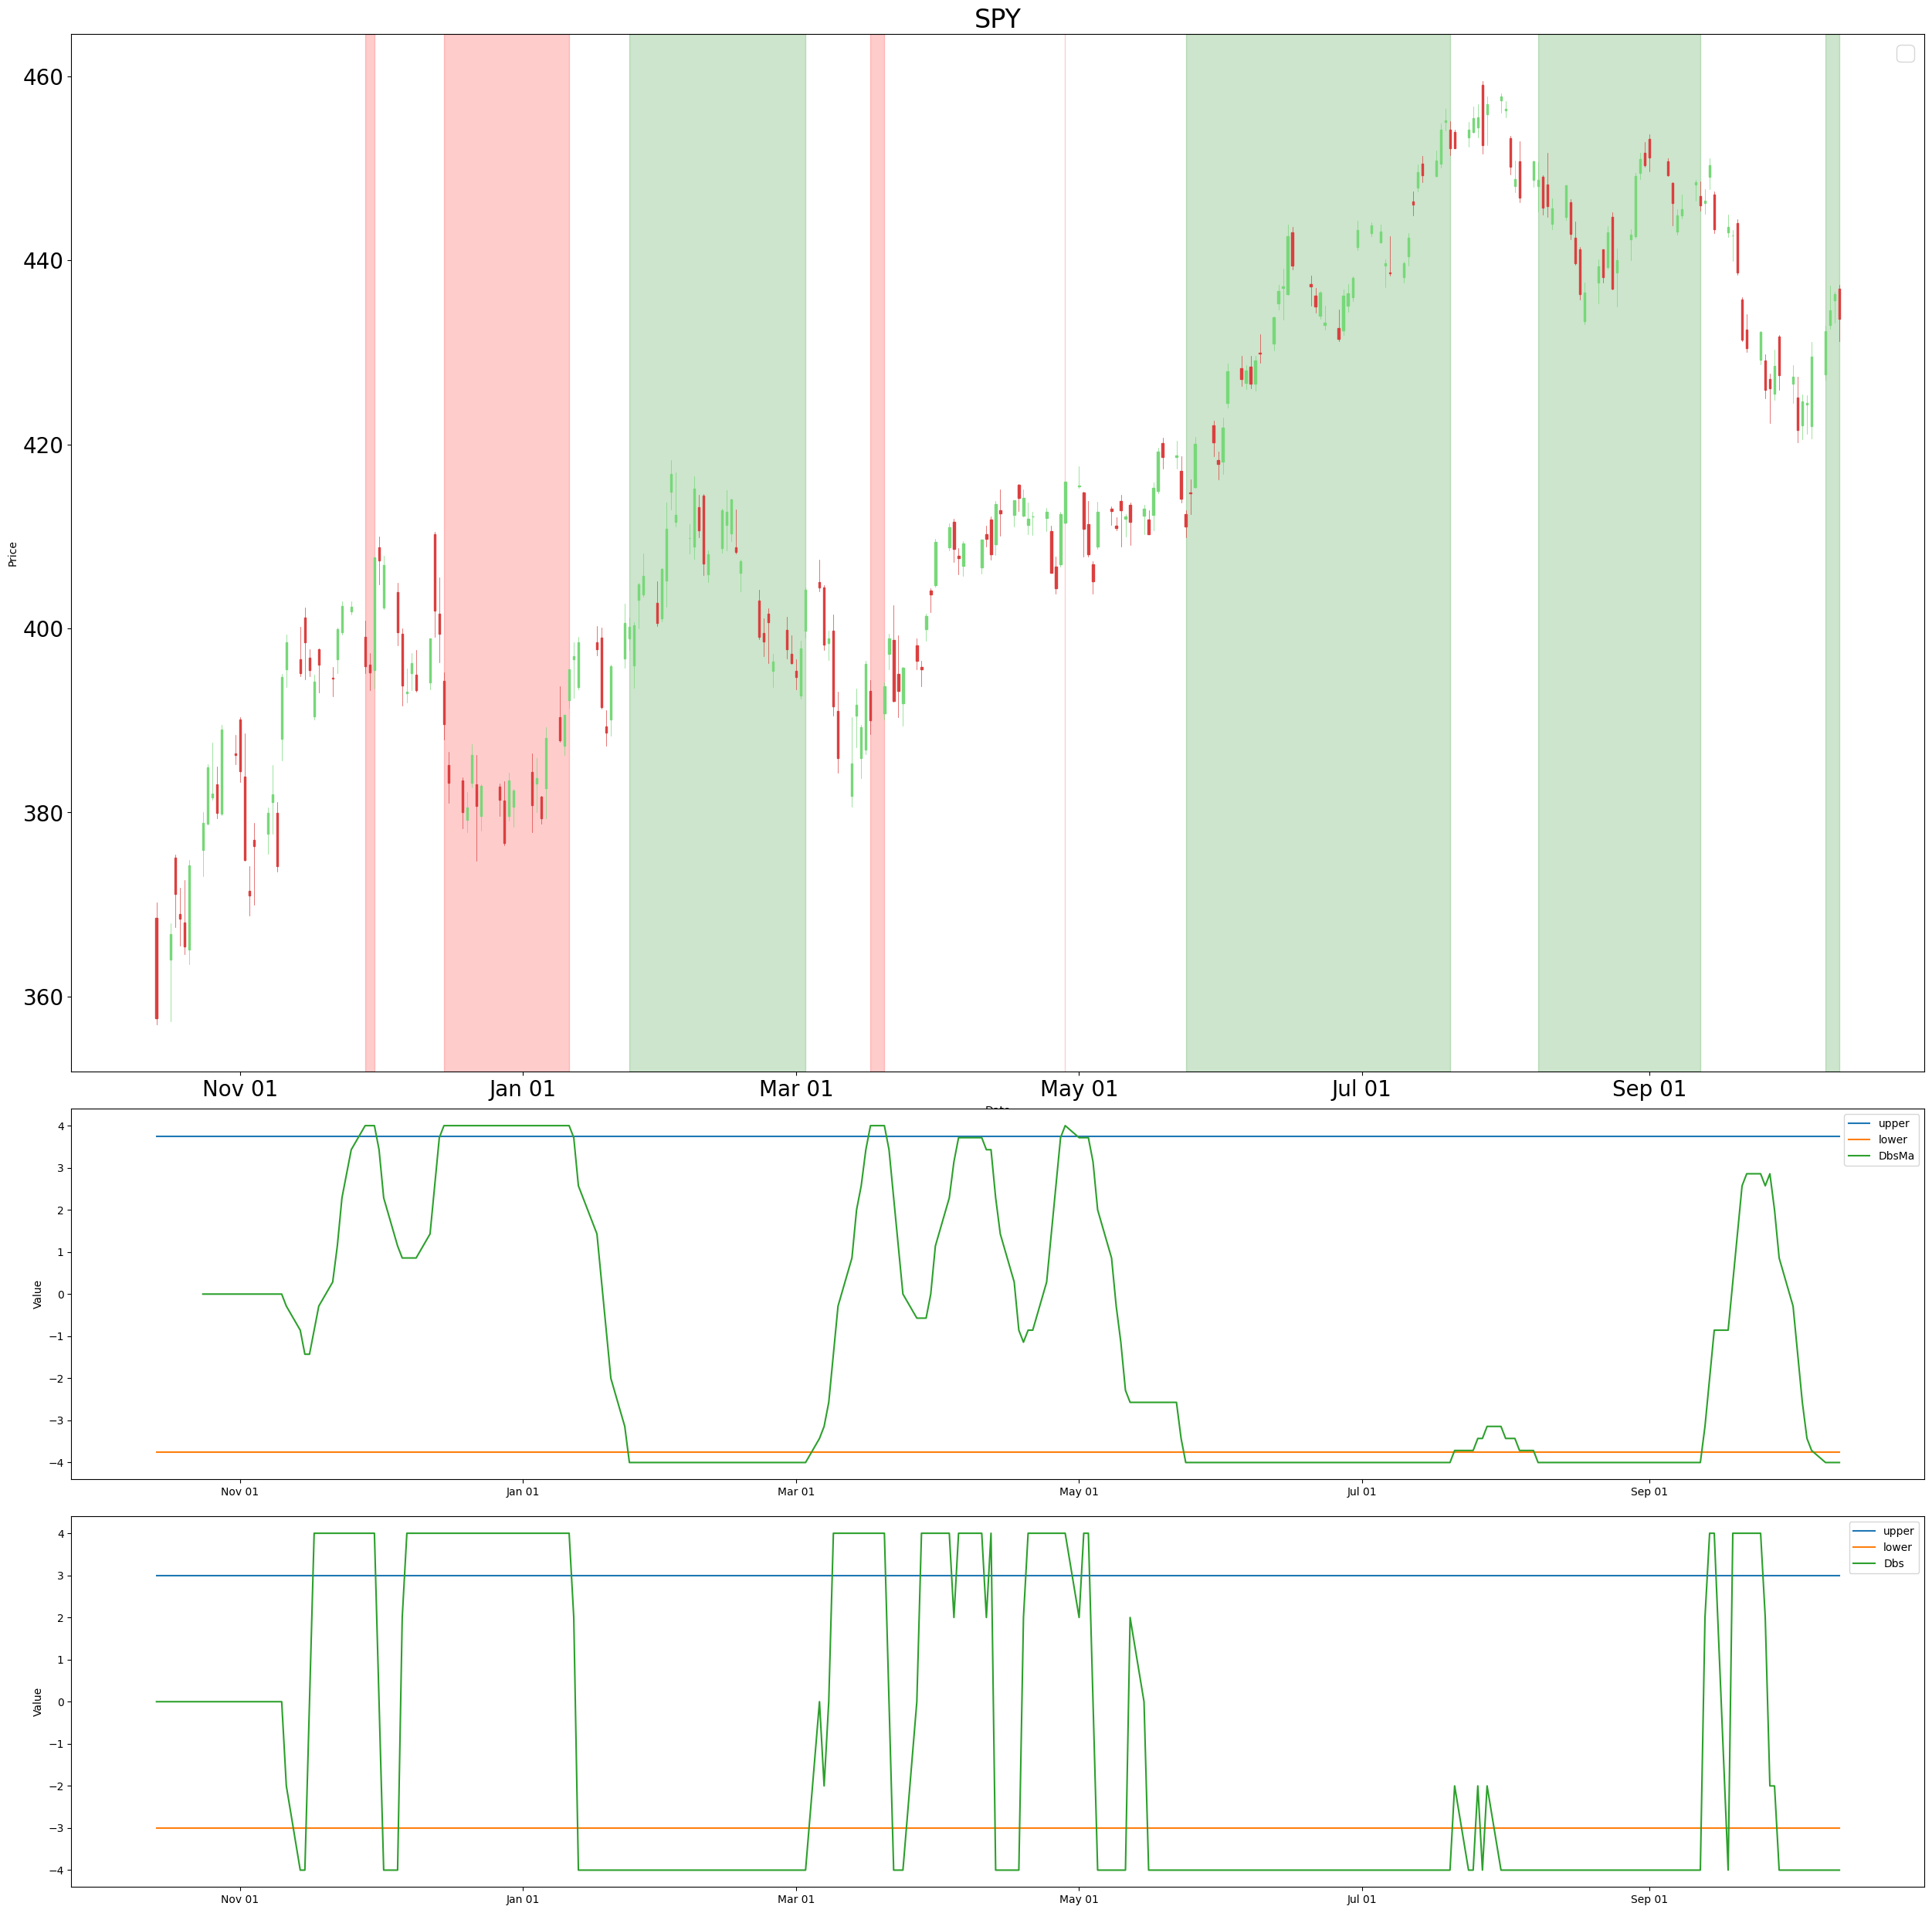 SPY
460
440
420
400
380
360
Price
Nov 01
Jan 01
Mar 01
May 01
Jul 01
Sep 01
Date
4
3
2
1
0
−1
−2
−3
−4
Value
upper
lower
DbsMa
Nov 01
Jan 01
Mar 01
May 01
Jul 01
Sep 01
4
3
2
1
0
−1
−2
−3
−4
Value
upper
lower
Dbs
Nov 01
Jan 01
Mar 01
May 01
Jul 01
Sep 01